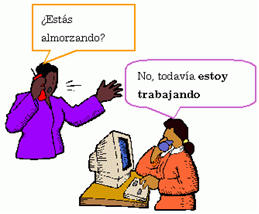 ¿Estás
almorzando?
No, todavía estoy
trabajando